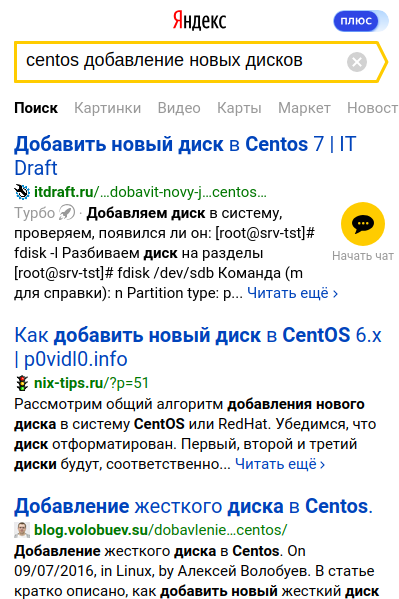 Яндекс
плюс
centos добавление новых дисков
Поиск Картинки Видео Карты Маркет Новост
Добавить новый диск в Centos 7 | IT
Draft
itdraft.ru/...dobavit-novy-j...centos...
Турбо · Добавляем диск в систему,
проверяем, появился ли он: [root@srv-tst]#
fdisk -l Разбиваем диск на разделы
[root@srv-tst]# fdisk /dev/sdb Команда (m
для справки): n Partition type: p... Читать ещё ›
Начать чат
Как добавить новый диск в CentOS 6.x
| p0vidl0.info
nix-tips.ru/?p=51
Рассмотрим общий алгоритм добавления нового
диска в систему CentOS или RedHat. Убедимся, что
диск отформатирован. Первый, второй и третий
диски будут, соответственно... Читать ещё ›
Добавление жесткого диска в Centos.
blog.volobuev.su/dobavlenie...centos/
Добавление жесткого диска в Centos. On
09/07/2016, in Linux, by Алексей Волобуев. В статье
кратко описано, как добавить новый жесткий диск